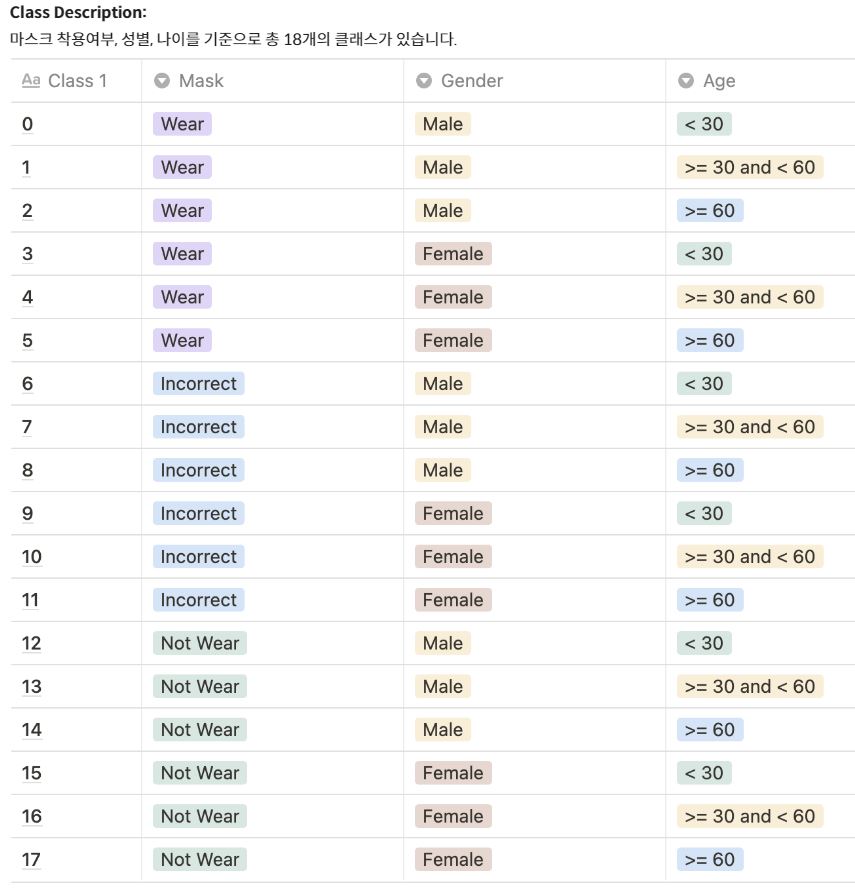 Class Description:
마스크 착용여부, 성별, 나이를 기준으로 총 18개의 클래스가 있습니다.
Aa Class 1 Mask Gender Age
0 Wear Male < 30
1 Wear Male >= 30 and < 60
2 Wear Male >= 60
3 Wear Female < 30
4 Wear Female >= 30 and < 60
5 Wear Female >= 60
6 Incorrect Male < 30
7 Incorrect Male >= 30 and < 60
8 Incorrect Male >= 60
9 Incorrect Female < 30
10 Incorrect Female >= 30 and < 60
11 Incorrect Female >= 60
12 Not Wear Male < 30
13 Not Wear Male >= 30 and < 60
14 Not Wear Male >= 60
15 Not Wear Female < 30
16 Not Wear Female >= 30 and < 60
17 Not Wear Female >= 60